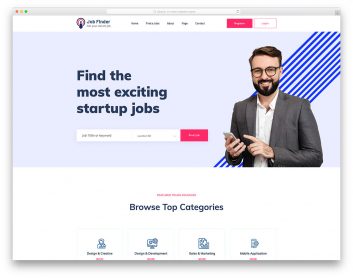 Job Finder
Home
Find a Jobs
About
Page
Contact
Register
Login
Find the
most exciting
startup jobs
Job Title or keyword
Find job
Browse Top Categories
Design & Creative
Design & Development
Sales & Marketing
Mobile Application